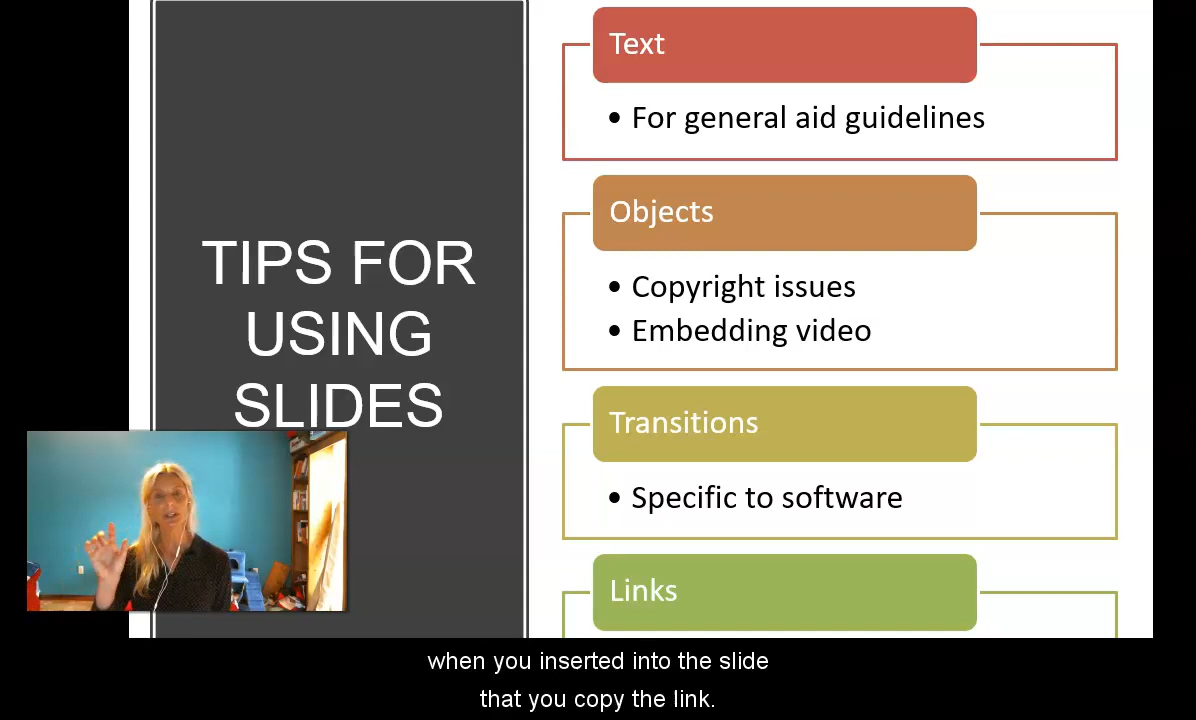 TIPS FOR
USING
SLIDES
Text
• For general aid guidelines
Objects
• Copyright issues
• Embedding video
Transitions
• Specific to software
Links
when you inserted into the slide
that you copy the link.